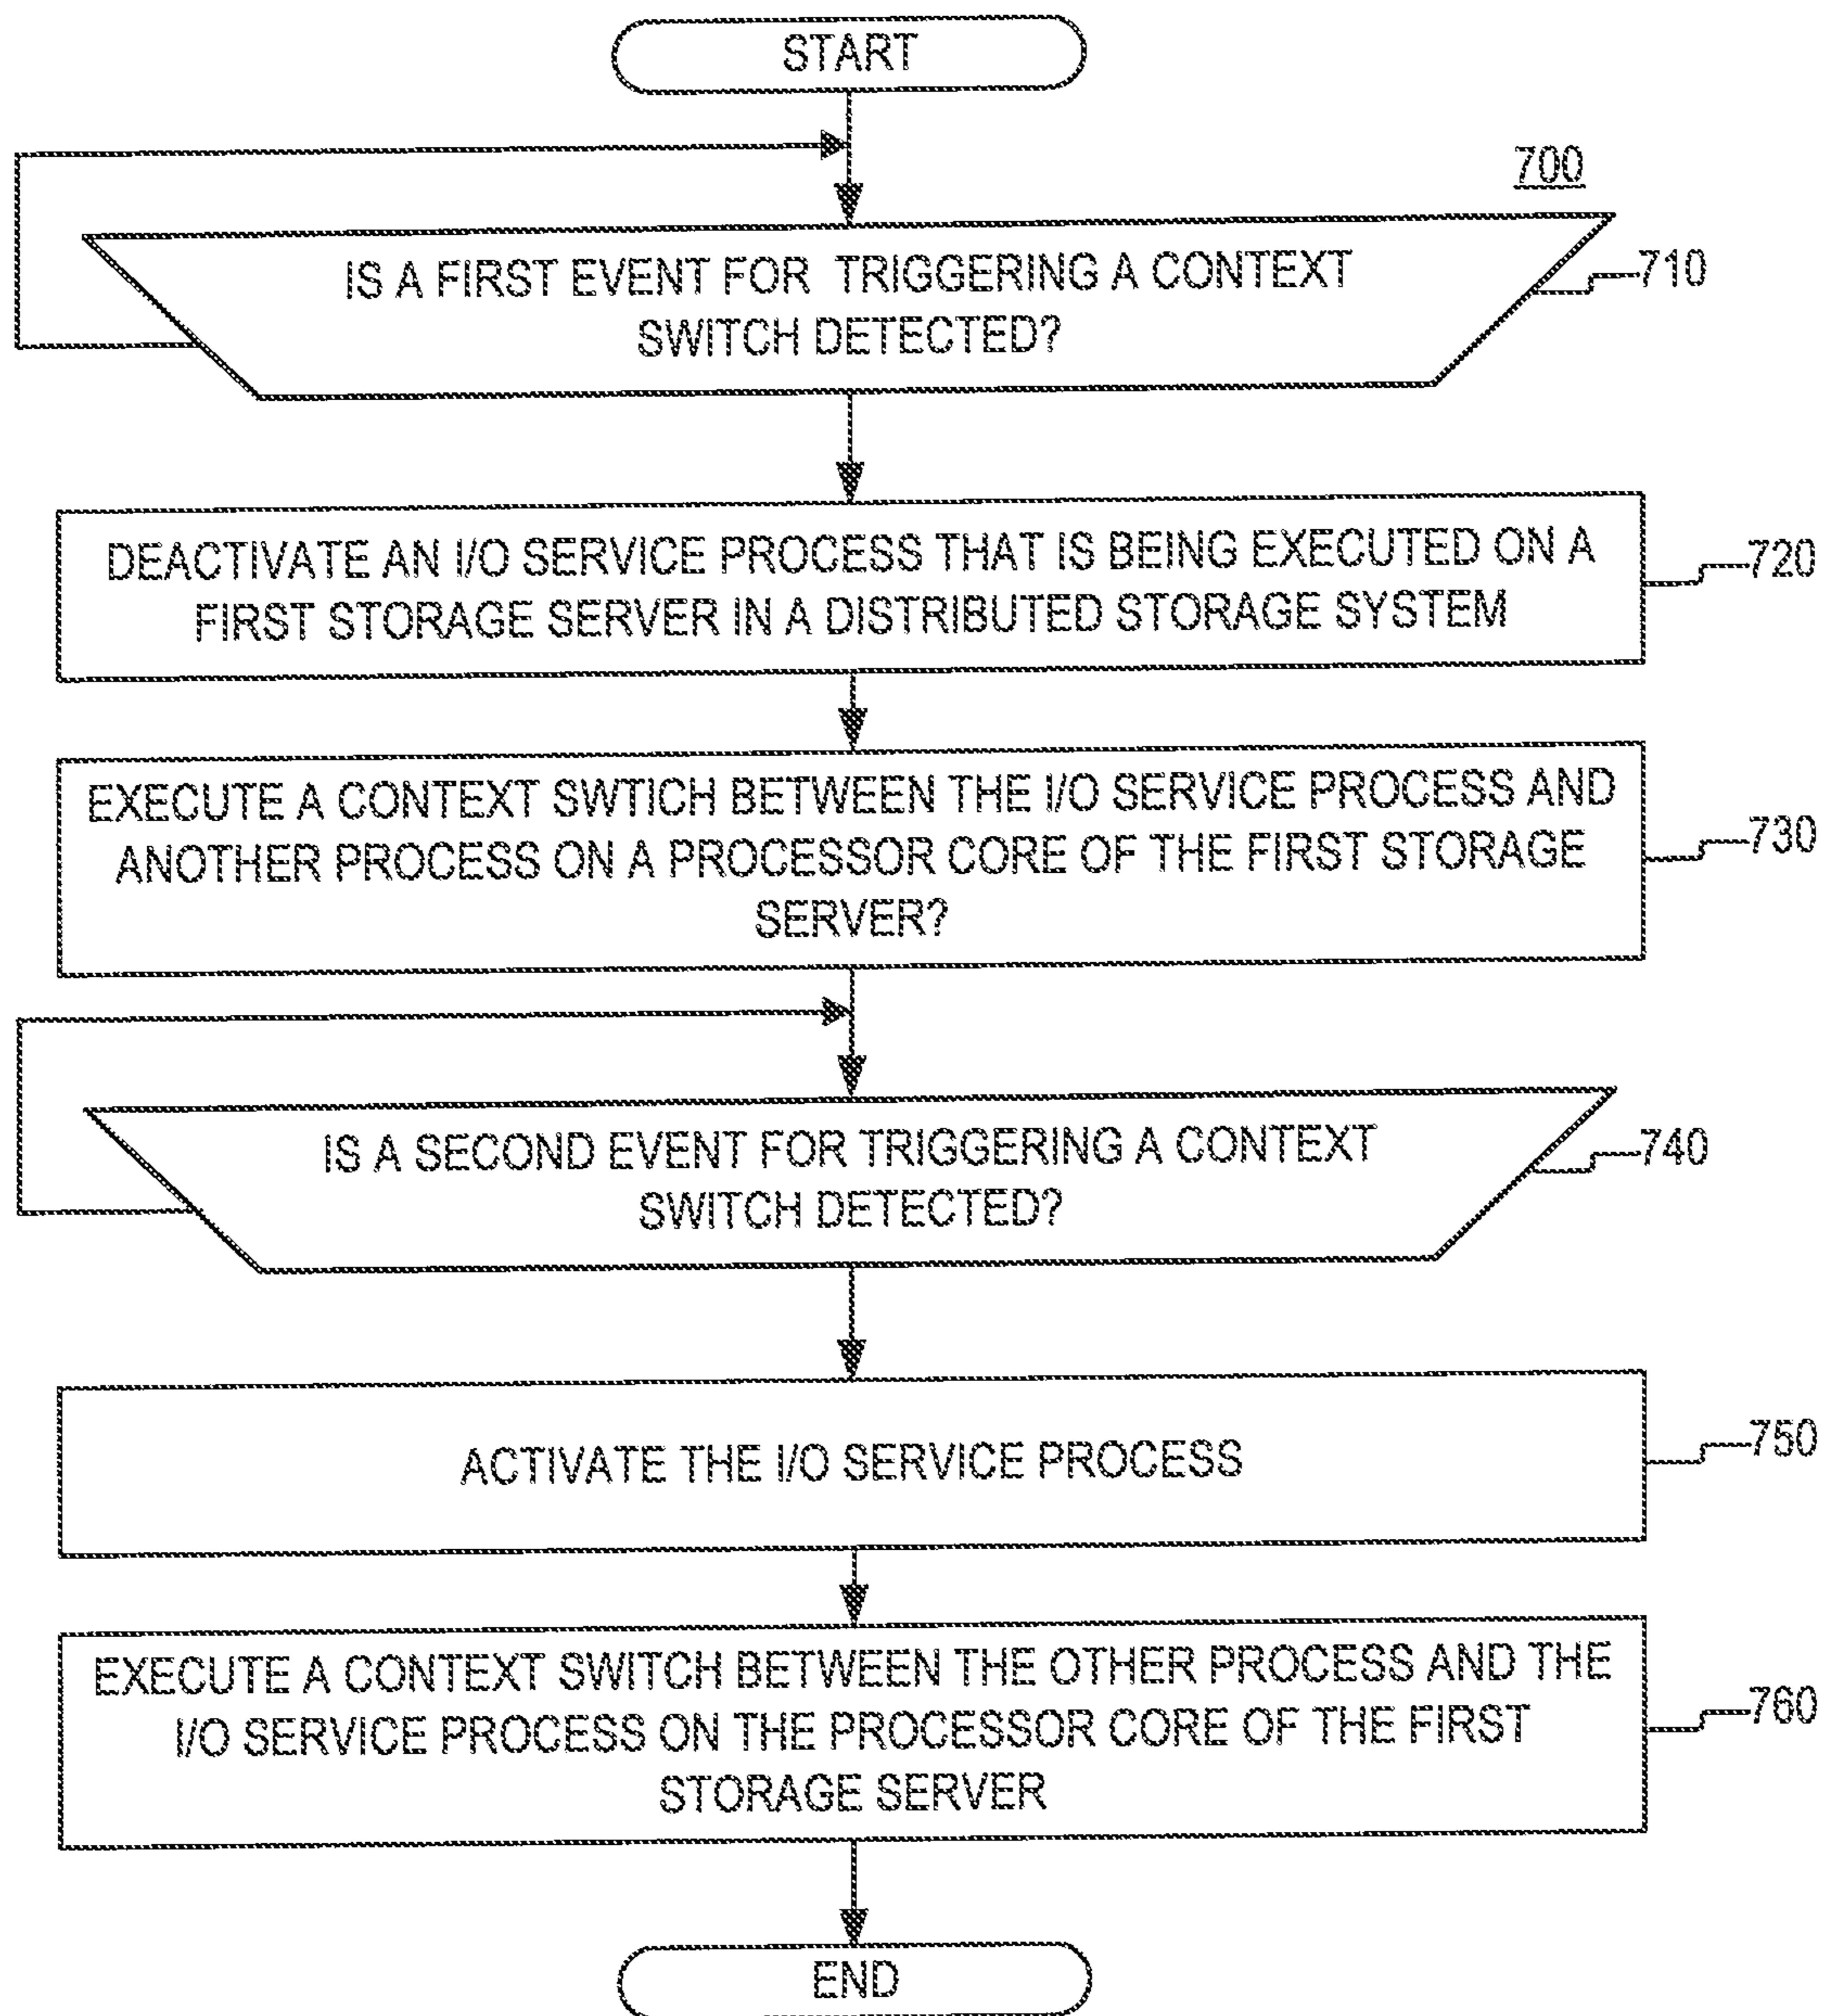 START
700
IS A FIRST EVENT FOR TRIGGERING A CONTEXT
SWITCH DETECTED?
710
DEACTIVATE AN I/O SERVICE PROCESS THAT IS BEING EXECUTED ON A
FIRST STORAGE SERVER IN A DISTRIBUTED STORAGE SYSTEM
720
EXECUTE A CONTEXT SWTICH BETWEEN THE I/O SERVICE PROCESS AND
ANOTHER PROCESS ON A PROCESSOR CORE OF THE FIRST STORAGE
SERVER?
730
IS A SECOND EVENT FOR TRIGGERING A CONTEXT
SWITCH DETECTED?
740
ACTIVATE THE I/O SERVICE PROCESS
750
EXECUTE A CONTEXT SWITCH BETWEEN THE OTHER PROCESS AND THE
I/O SERVICE PROCESS ON THE PROCESSOR CORE OF THE FIRST
STORAGE SERVER
760
END